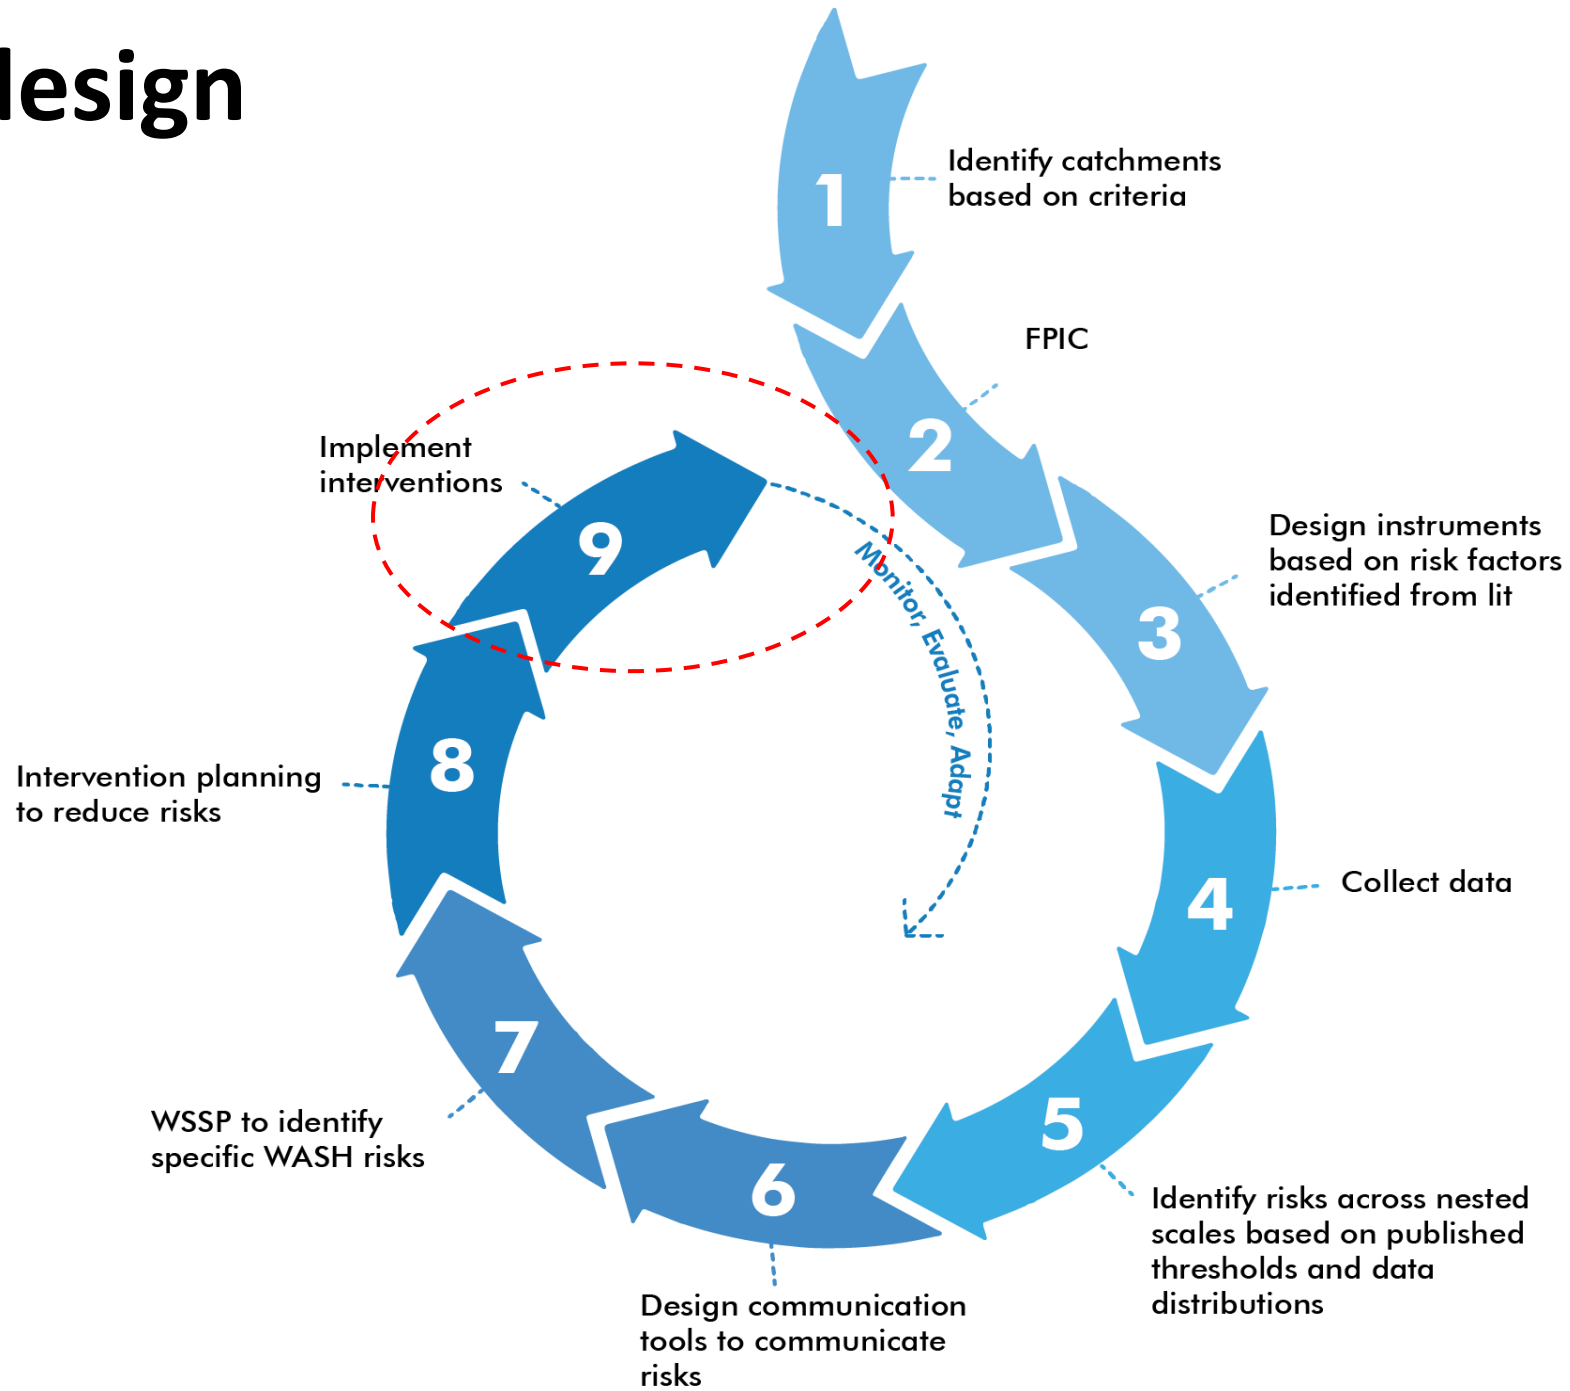 design
1
Identify catchments
based on criteria
FPIC
2
Implement
interventions
9
Design instruments
based on risk factors
identified from lit
3
Monitor, Evaluate, Adapt
8
Intervention planning
to reduce risks
4
Collect data
7
WSSP to identify
specific WASH risks
5
6
Identify risks across nested
scales based on published
thresholds and data
distributions
Design communication
tools to communicate
risks